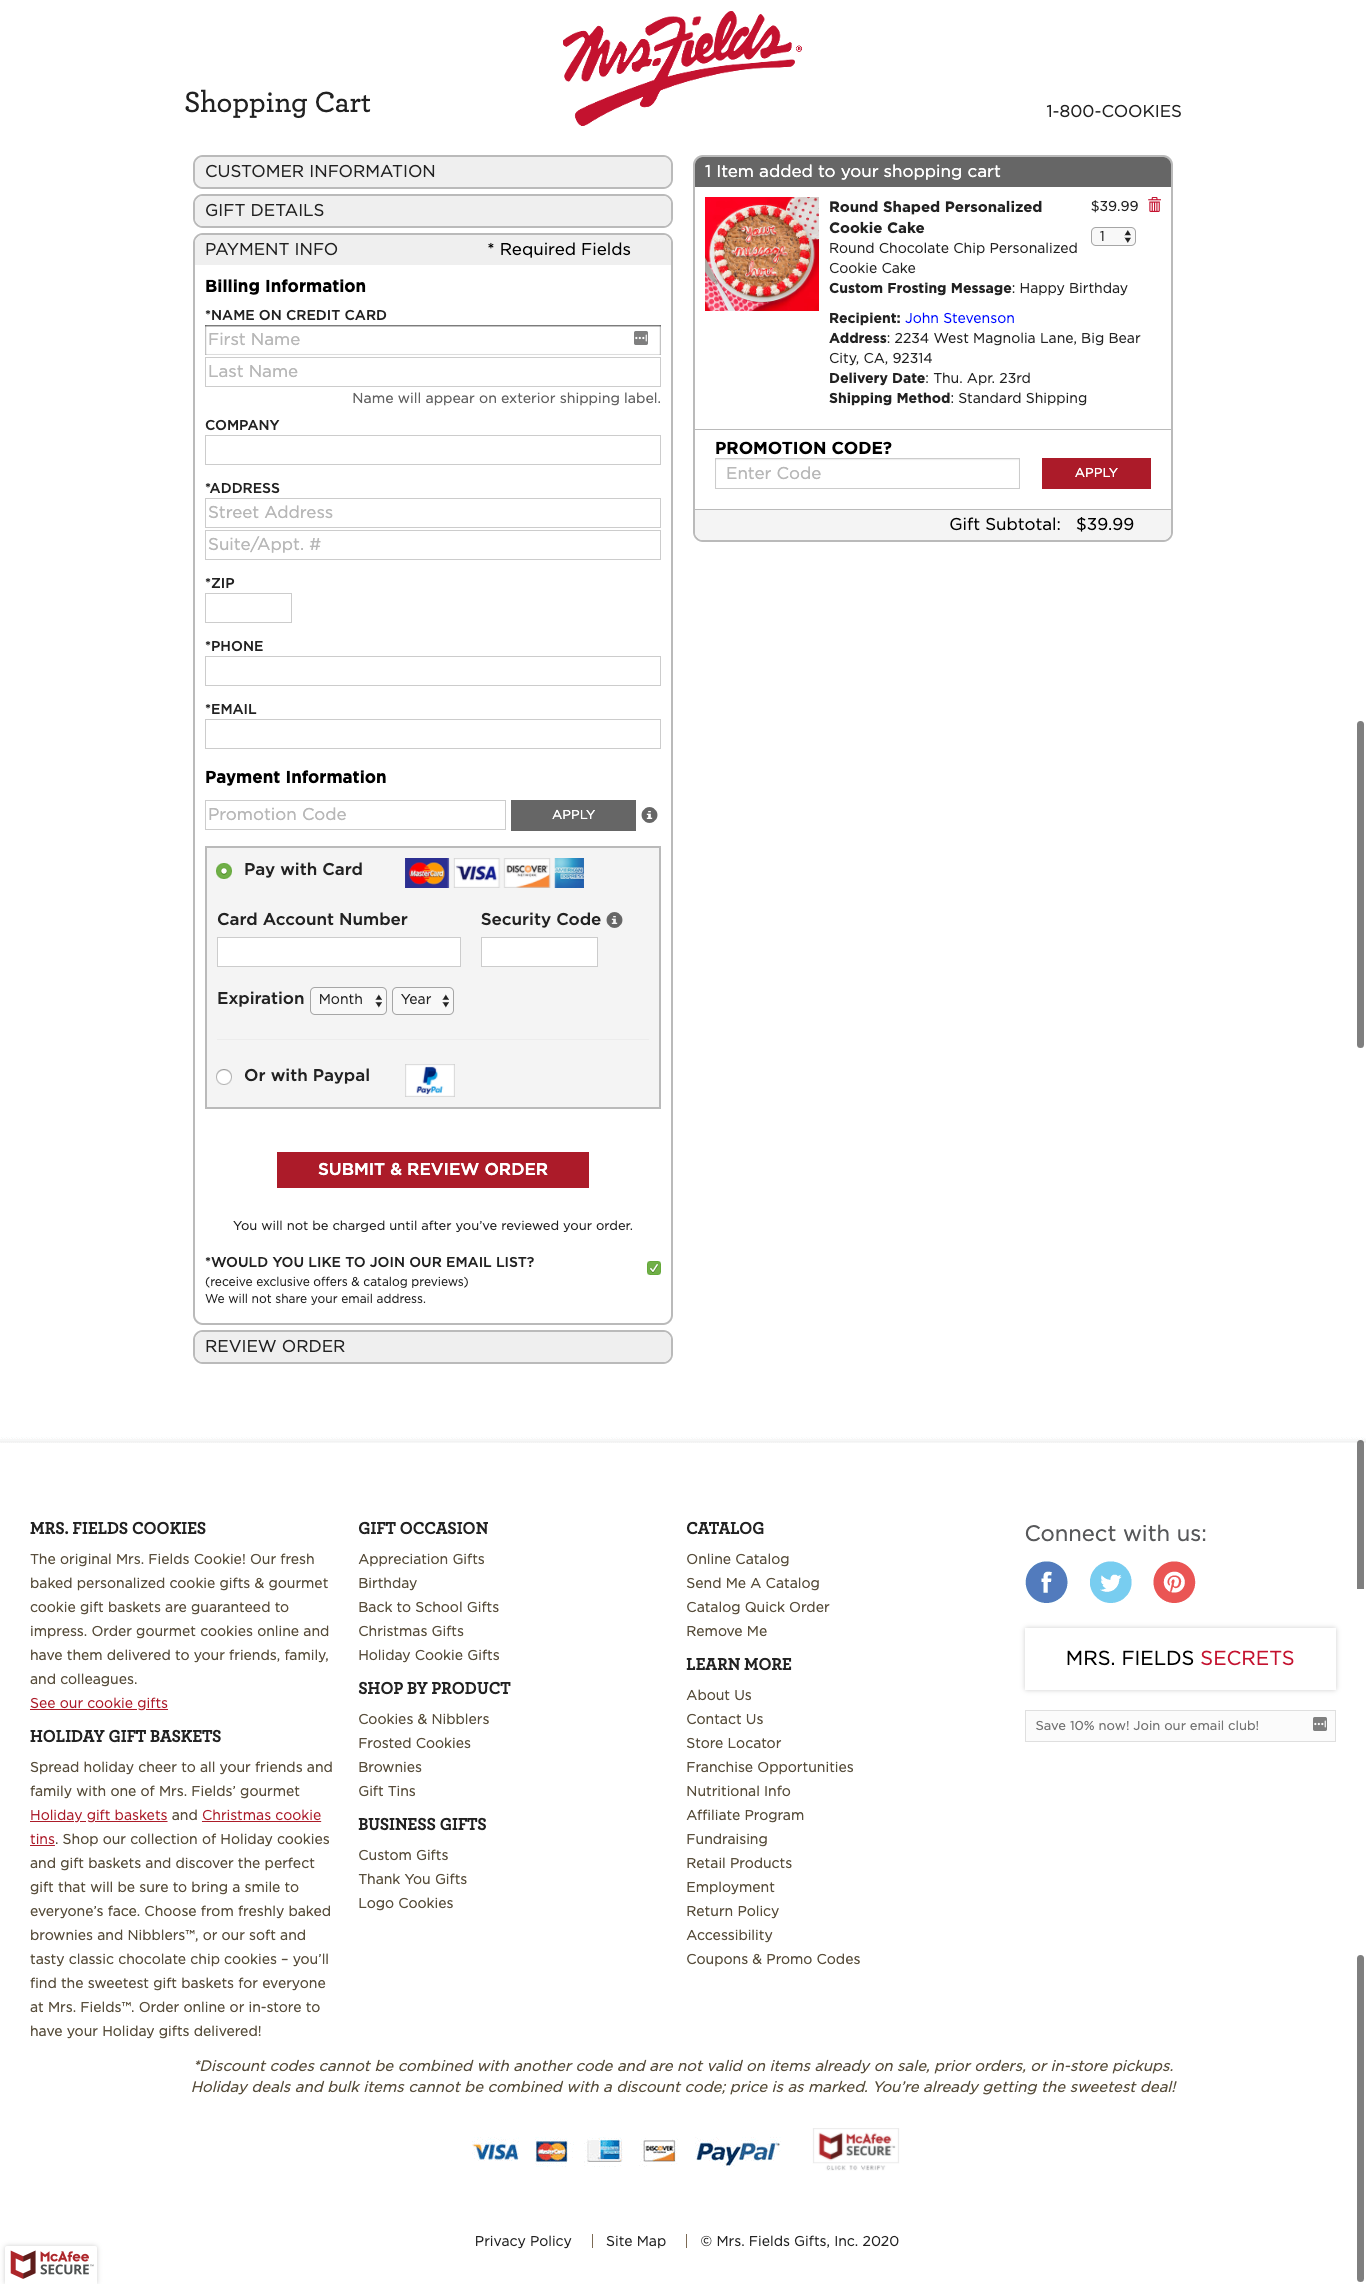 Mrs. Fields®
Shopping Cart
1-800-COOKIES
CUSTOMER INFORMATION
GIFT DETAILS
PAYMENT INFO * Required Fields
Billing Information
*NAME ON CREDIT CARD
First Name
Last Name
Name will appear on exterior shipping label.
COMPANY
*ADDRESS
Street Address
Suite/Appt. #
*ZIP
*PHONE
*EMAIL
Payment Information
Promotion Code APPLY
Pay with Card MasterCard VISA DISCOVER NETWORK AMERICAN EXPRESS
Card Account Number Security Code
Expiration Month Year
Or with Paypal PayPal
SUBMIT & REVIEW ORDER
You will not be charged until after you’ve reviewed your order.
*WOULD YOU LIKE TO JOIN OUR EMAIL LIST?
(receive exclusive offers & catalog previews)
We will not share your email address.
REVIEW ORDER
1 Item added to your shopping cart
your
message
here
Round Shaped Personalized $39.99
Cookie Cake 1
Round Chocolate Chip Personalized
Cookie Cake
Custom Frosting Message: Happy Birthday
Recipient: John Stevenson
Address: 2234 West Magnolia Lane, Big Bear
City, CA, 92314
Delivery Date: Thu. Apr. 23rd
Shipping Method: Standard Shipping
PROMOTION CODE?
Enter Code APPLY
Gift Subtotal: $39.99
MRS. FIELDS COOKIES
The original Mrs. Fields Cookie! Our fresh
baked personalized cookie gifts & gourmet
cookie gift baskets are guaranteed to
impress. Order gourmet cookies online and
have them delivered to your friends, family,
and colleagues.
See our cookie gifts
HOLIDAY GIFT BASKETS
Spread holiday cheer to all your friends and
family with one of Mrs. Fields’ gourmet
Holiday gift baskets and Christmas cookie
tins. Shop our collection of Holiday cookies
and gift baskets and discover the perfect
gift that will be sure to bring a smile to
everyone’s face. Choose from freshly baked
brownies and Nibblers™, or our soft and
tasty classic chocolate chip cookies – you’ll
find the sweetest gift baskets for everyone
at Mrs. Fields™. Order online or in-store to
have your Holiday gifts delivered!
GIFT OCCASION
Appreciation Gifts
Birthday
Back to School Gifts
Christmas Gifts
Holiday Cookie Gifts
SHOP BY PRODUCT
Cookies & Nibblers
Frosted Cookies
Brownies
Gift Tins
BUSINESS GIFTS
Custom Gifts
Thank You Gifts
Logo Cookies
CATALOG
Online Catalog
Send Me A Catalog
Catalog Quick Order
Remove Me
LEARN MORE
About Us
Contact Us
Store Locator
Franchise Opportunities
Nutritional Info
Affiliate Program
Fundraising
Retail Products
Employment
Return Policy
Accessibility
Coupons & Promo Codes
Connect with us:
MRS. FIELDS SECRETS
Save 10% now! Join our email club!
*Discount codes cannot be combined with another code and are not valid on items already on sale, prior orders, or in-store pickups.
Holiday deals and bulk items cannot be combined with a discount code; price is as marked. You’re already getting the sweetest deal!
VISA MasterCard AMERICAN EXPRESS DISCOVER PayPal™ McAfee SECURE™
CLICK TO VERIFY
Privacy Policy | Site Map | © Mrs. Fields Gifts, Inc. 2020
McAfee
SECURE™